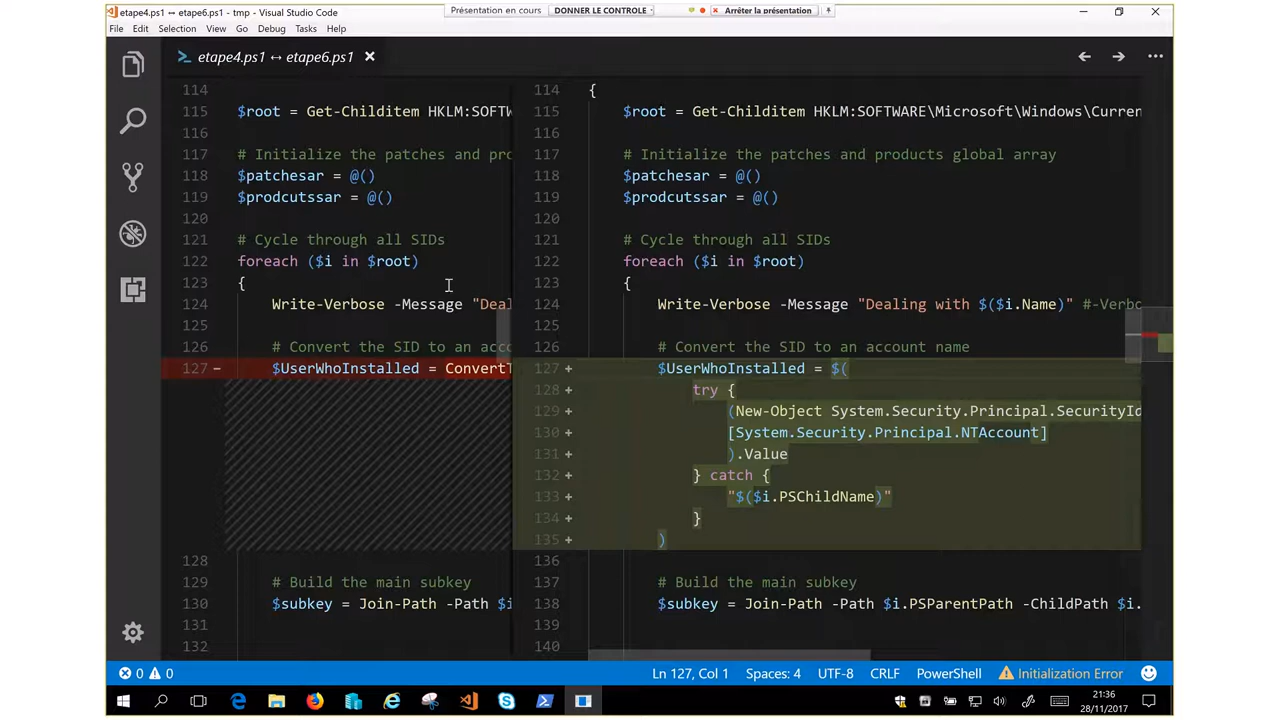 etape4.ps1 ↔ etape6.ps1 - tmp - Visual Studio Code
Présentation en cours
DONNER LE CONTROLE
Arrêter la présentation
File Edit Selection View Go Debug Tasks Help
etape4.ps1 ↔ etape6.ps1
114
115 $root = Get-Childitem HKLM:SOFTW
116
117 # Initialize the patches and pro
118 $patchesar = @()
119 $prodcutssar = @()
120
121 # Cycle through all SIDs
122 foreach ($i in $root)
123 {
124 Write-Verbose -Message "Deal
125
126 # Convert the SID to an acco
127 - $UserWhoInstalled = ConvertT
128
129 # Build the main subkey
130 $subkey = Join-Path -Path $i
131
132
114 {
115 $root = Get-Childitem HKLM:SOFTWARE\Microsoft\Windows\Curren
116
117 # Initialize the patches and products global array
118 $patchesar = @()
119 $prodcutssar = @()
120
121 # Cycle through all SIDs
122 foreach ($i in $root)
123 {
124 Write-Verbose -Message "Dealing with $($i.Name)" #-Verbo
125
126 # Convert the SID to an account name
127 + $UserWhoInstalled = $(
128 + try {
129 + (New-Object System.Security.Principal.SecurityId
130 + [System.Security.Principal.NTAccount]
131 + ).Value
132 + } catch {
133 + "$($i.PSChildName)"
134 + }
135 + )
136
137 # Build the main subkey
138 $subkey = Join-Path -Path $i.PSParentPath -ChildPath $i.
139
140
0 0
Ln 127, Col 1 Spaces: 4 UTF-8 CRLF PowerShell Initialization Error
21:36
28/11/2017